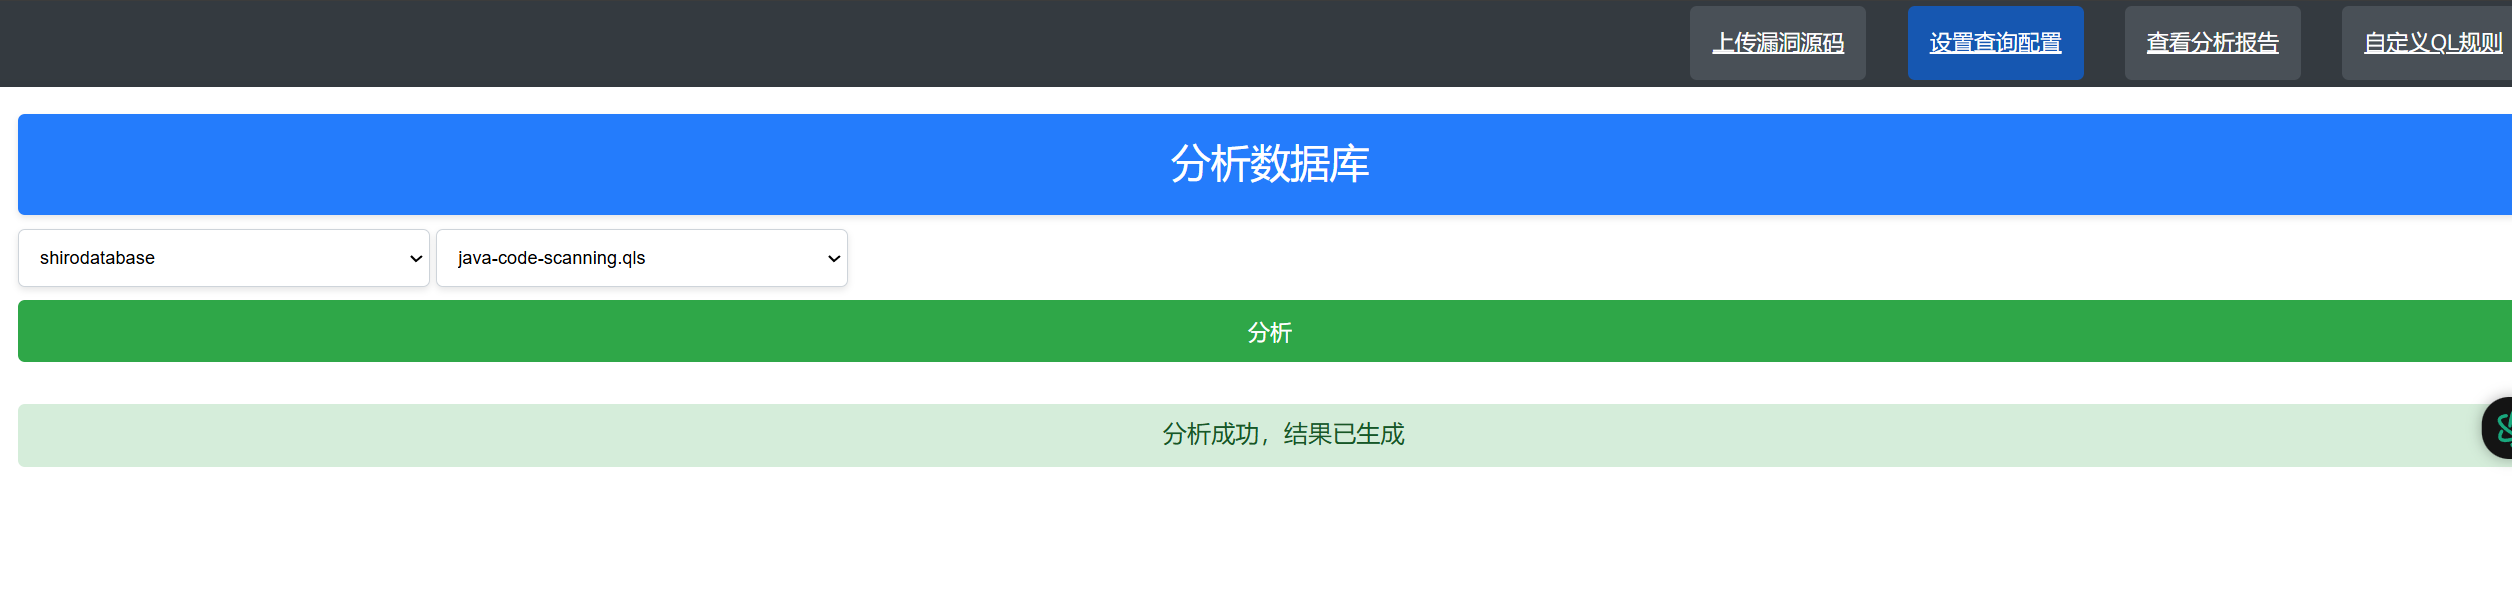 上传漏洞源码 设置查询配置 查看分析报告 自定义QL规则
分析数据库
shirodatabase java-code-scanning.qls
分析
分析成功，结果已生成